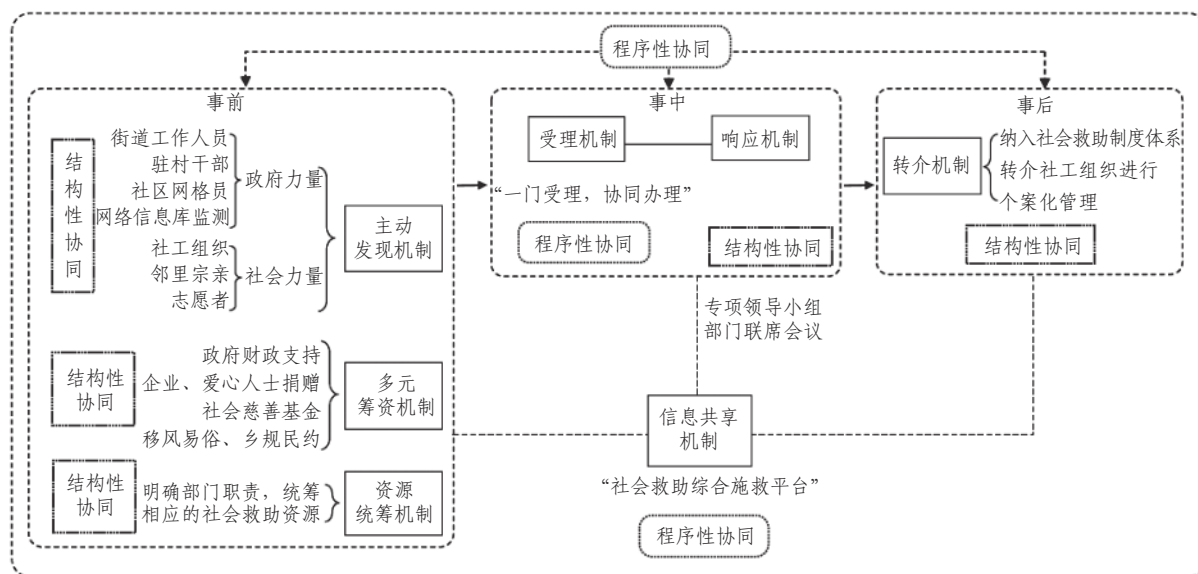 程序性协同
事前
结
构
性
协
同
街道工作人员
驻村干部
社区网格员
网络信息库监测
政府力量
社工组织
邻里宗亲
志愿者
社会力量
主动
发现机制
结构性
协同
政府财政支持
企业、爱心人士捐赠
社会慈善基金
移风易俗、乡规民约
多元
筹资机制
结构性
协同
明确部门职责，统筹
相应的社会救助资源
资源
统筹机制
事中
受理机制
响应机制
“一门受理，协同办理”
程序性协同
结构性协同
事后
转介机制
纳入社会救助制度体系
转介社工组织进行
个案化管理
结构性协同
专项领导小组
部门联席会议
信息共享
机制
“社会救助综合施救平台”
程序性协同